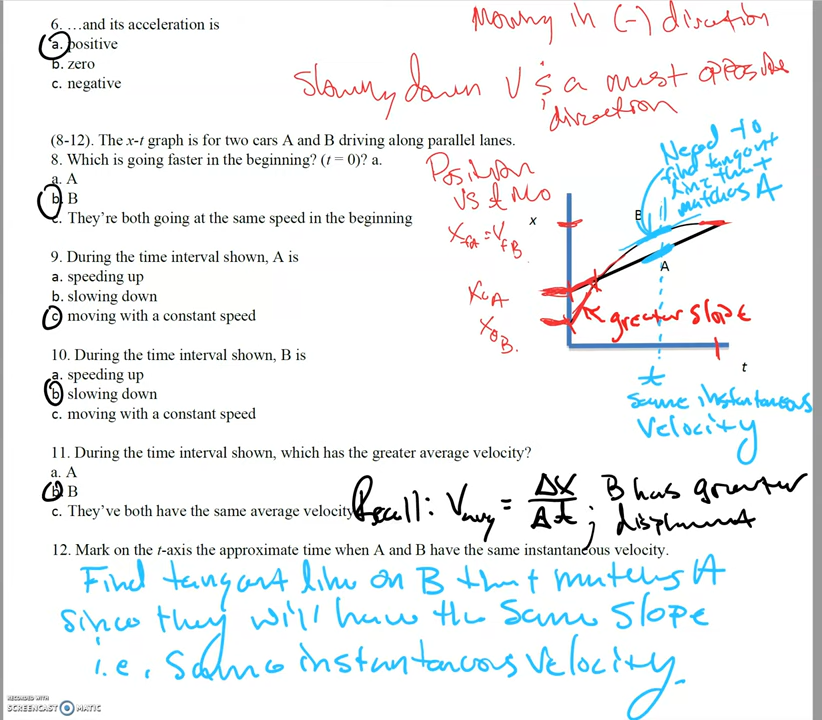 6. …and its acceleration is
a. positive
b. zero
c. negative
Moving in (-) direction
Slowing down V & a must opposite
direction
(8-12). The x-t graph is for two cars A and B driving along parallel lanes.
8. Which is going faster in the beginning? (t = 0)? a.
a. A
b. B
c. They're both going at the same speed in the beginning
Position
vs t
x
B
A
t
Need to
find tangent
line that
matches A
greater slope
t
same instantaneous
velocity
9. During the time interval shown, A is
a. speeding up
b. slowing down
c. moving with a constant speed
10. During the time interval shown, B is
a. speeding up
b. slowing down
c. moving with a constant speed
11. During the time interval shown, which has the greater average velocity?
a. A
b. B
c. They've both have the same average velocity
Recall: Vavg = Δx/Δt ; B has greater
displacement
12. Mark on the t-axis the approximate time when A and B have the same instantaneous velocity.
Find tangent line on B that matches A
since they will have the same slope
i.e. same instantaneous velocity.
RECORDED WITH
SCREENCAST MATIC